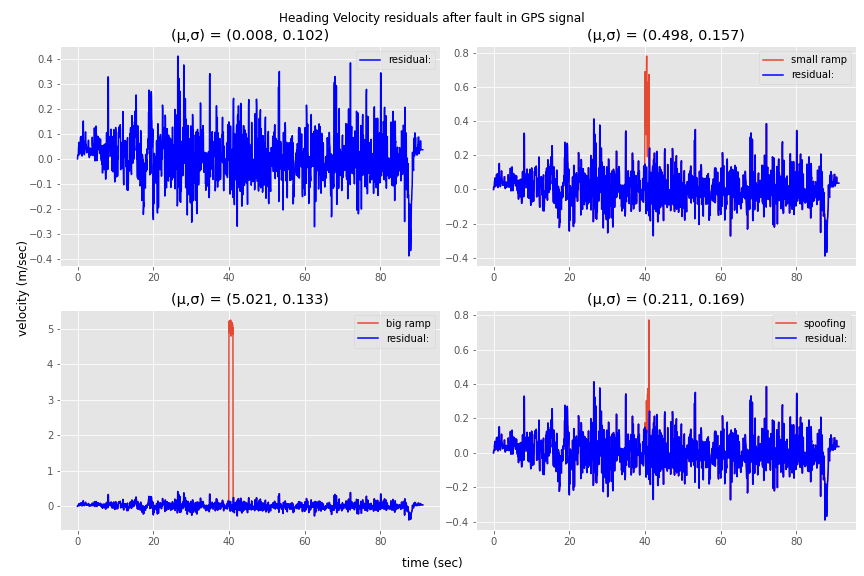 Heading Velocity residuals after fault in GPS signal
(μ,σ) = (0.008, 0.102)
residual:
0.4
0.3
0.2
0.1
0.0
−0.1
−0.2
−0.3
−0.4
0 20 40 60 80
(μ,σ) = (0.498, 0.157)
small ramp
residual:
0.8
0.6
0.4
0.2
0.0
−0.2
−0.4
0 20 40 60 80
velocity (m/sec)
(μ,σ) = (5.021, 0.133)
big ramp
residual:
5
4
3
2
1
0
0 20 40 60 80
(μ,σ) = (0.211, 0.169)
spoofing
residual:
0.8
0.6
0.4
0.2
0.0
−0.2
−0.4
0 20 40 60 80
time (sec)